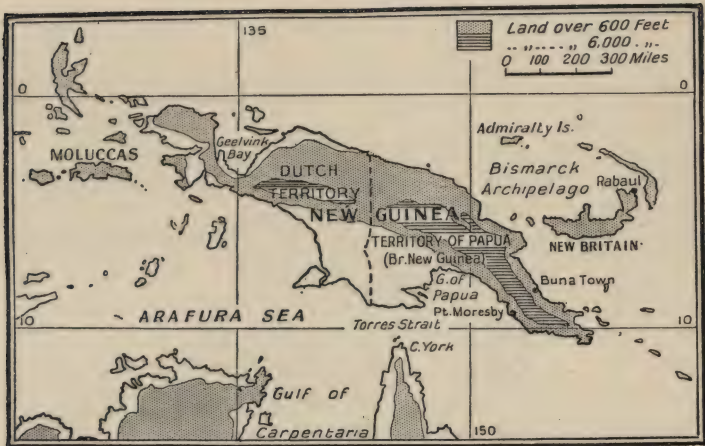 135
Land over 600 Feet
„ „ „ 6,000 „
0 100 200 300 Miles
0
0
Geelvink
Bay
Admiralty Is.
MOLUCCAS
DUTCH
TERRITORY
Bismarck
Archipelago
Rabaul
NEW GUINEA
TERRITORY OF PAPUA
(Br. New Guinea)
NEW BRITAIN
G. of
Papua
Buna Town
Pt. Moresby
10
ARAFURA SEA
Torres Strait
10
C. York
Gulf of
Carpentaria
150